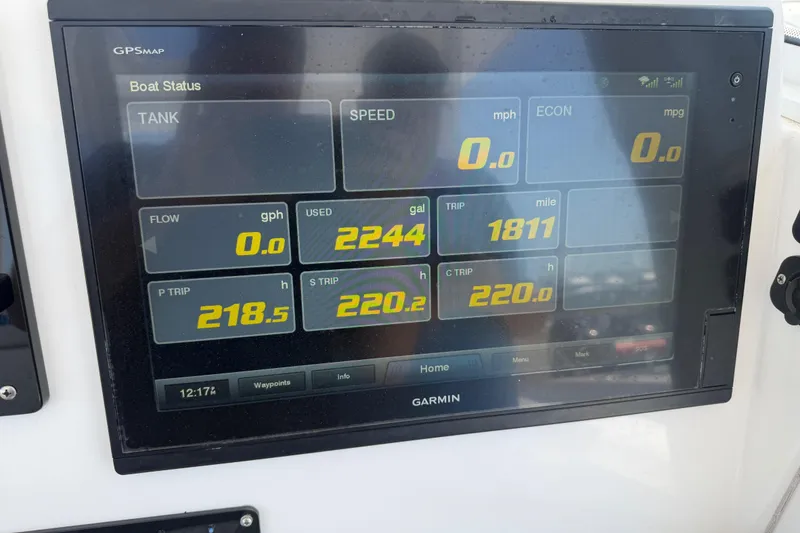 GPSMAP
Boat Status
TANK
SPEED mph
0.0
ECON mpg
0.0
FLOW gph
0.0
USED gal
2244
TRIP mile
1811
P TRIP h
218.5
S TRIP h
220.2
C TRIP h
220.0
12:17 PM
Waypoints
Info
Home
Menu
Mark
GARMIN